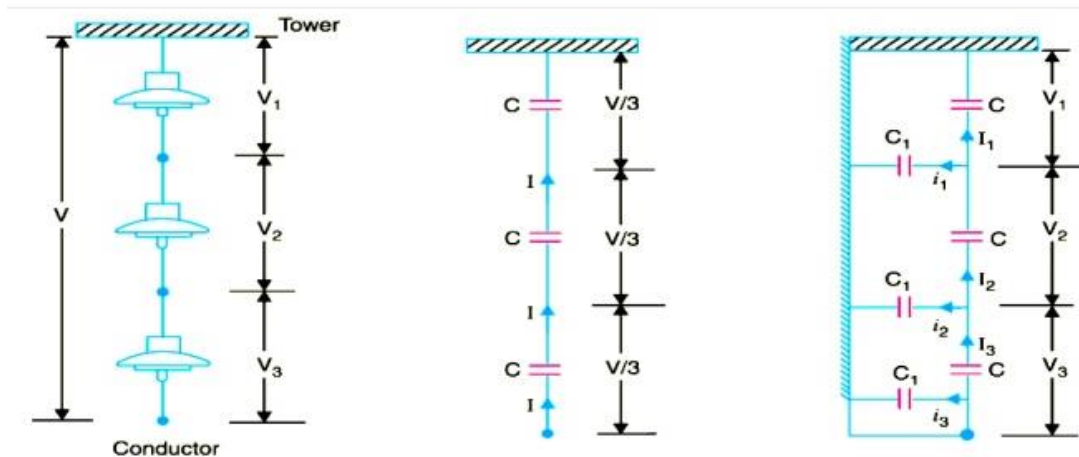 Tower
V
V₁
V₂
V₃
Conductor
C
V/3
I
C
V/3
I
C
V/3
I
C
V₁
C₁
I₁
i₁
C
V₂
C₁
I₂
i₂
I₃
C₁
C
V₃
i₃